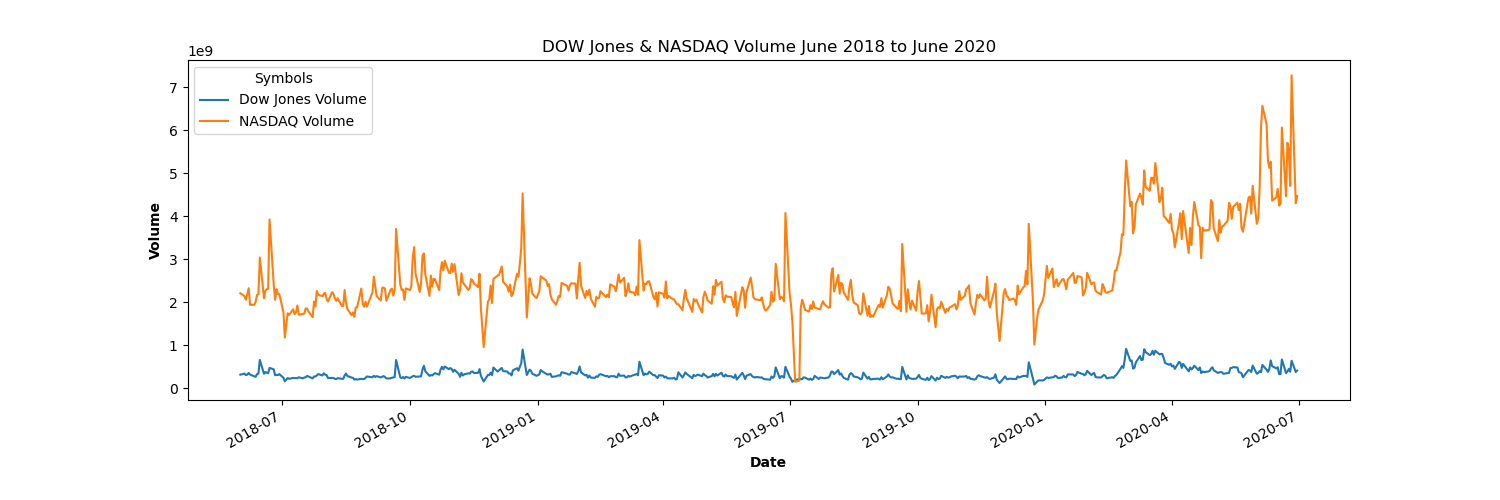 DOW Jones & NASDAQ Volume June 2018 to June 2020
1e9
Symbols
Dow Jones Volume
NASDAQ Volume
7
6
5
4
3
2
1
0
Volume
2018-07
2018-10
2019-01
2019-04
2019-07
2019-10
2020-01
2020-04
2020-07
Date